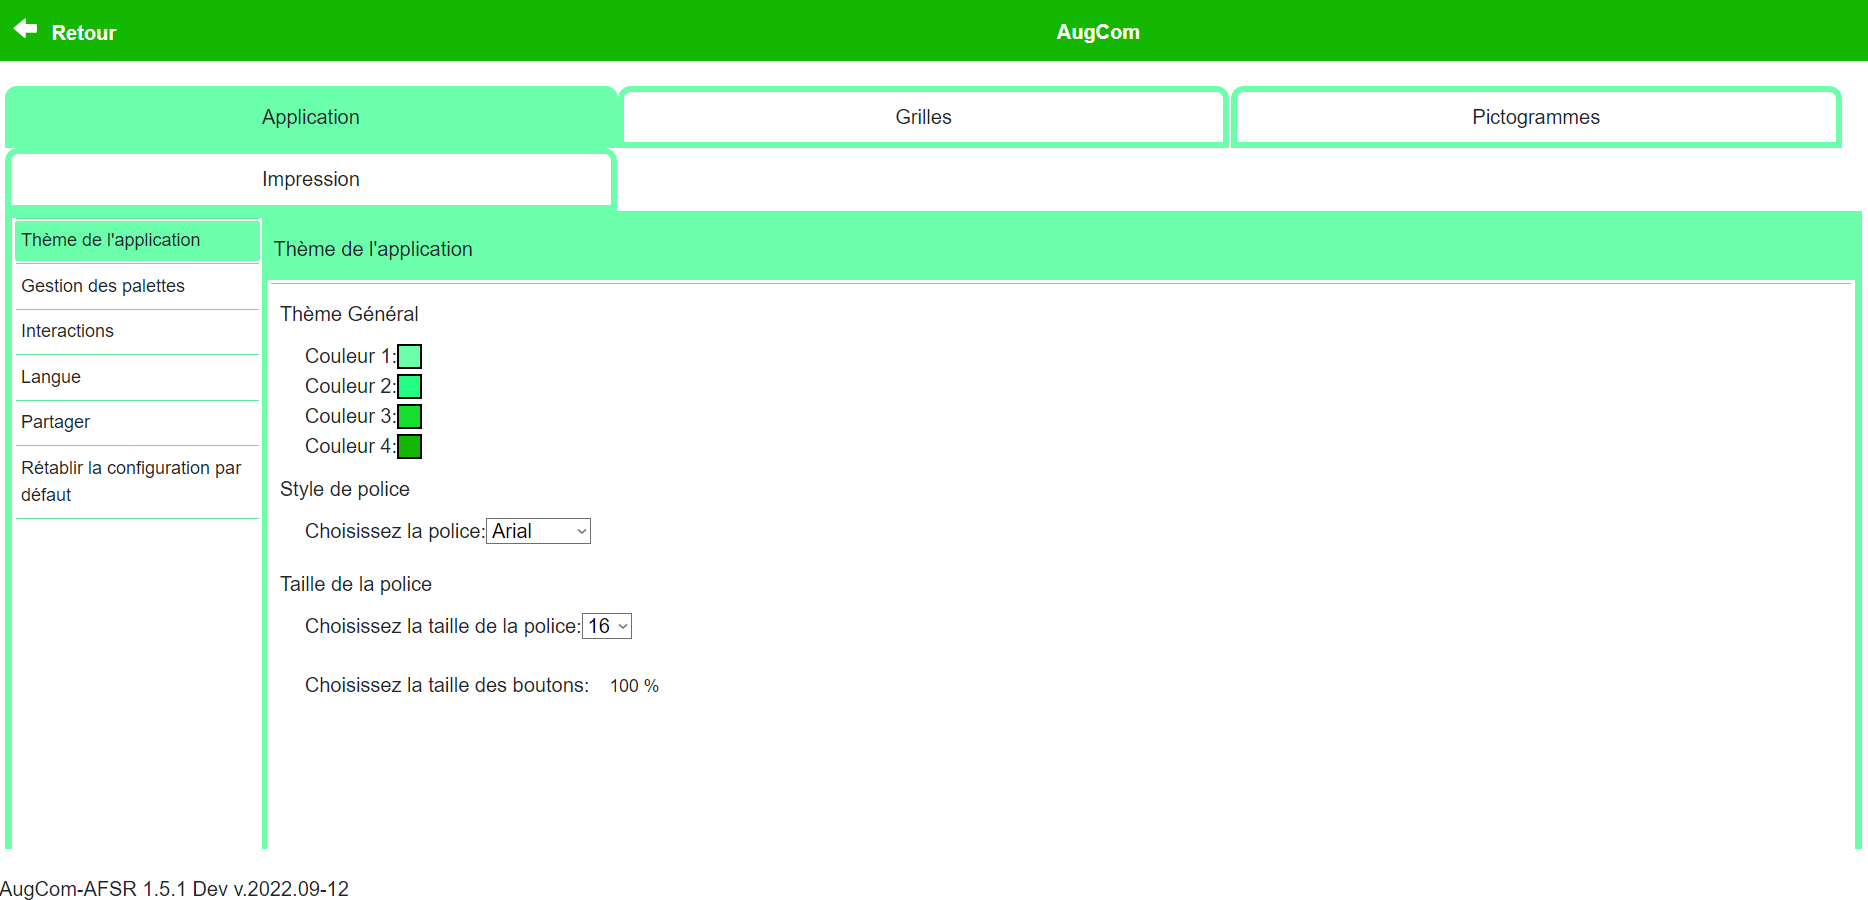 Retour
AugCom
Application
Grilles
Pictogrammes
Impression
Thème de l'application
Gestion des palettes
Interactions
Langue
Partager
Rétablir la configuration par
défaut
Thème de l'application
Thème Général
Couleur 1:
Couleur 2:
Couleur 3:
Couleur 4:
Style de police
Choisissez la police: Arial
Taille de la police
Choisissez la taille de la police: 16
Choisissez la taille des boutons: 100 %
AugCom-AFSR 1.5.1 Dev v.2022.09-12